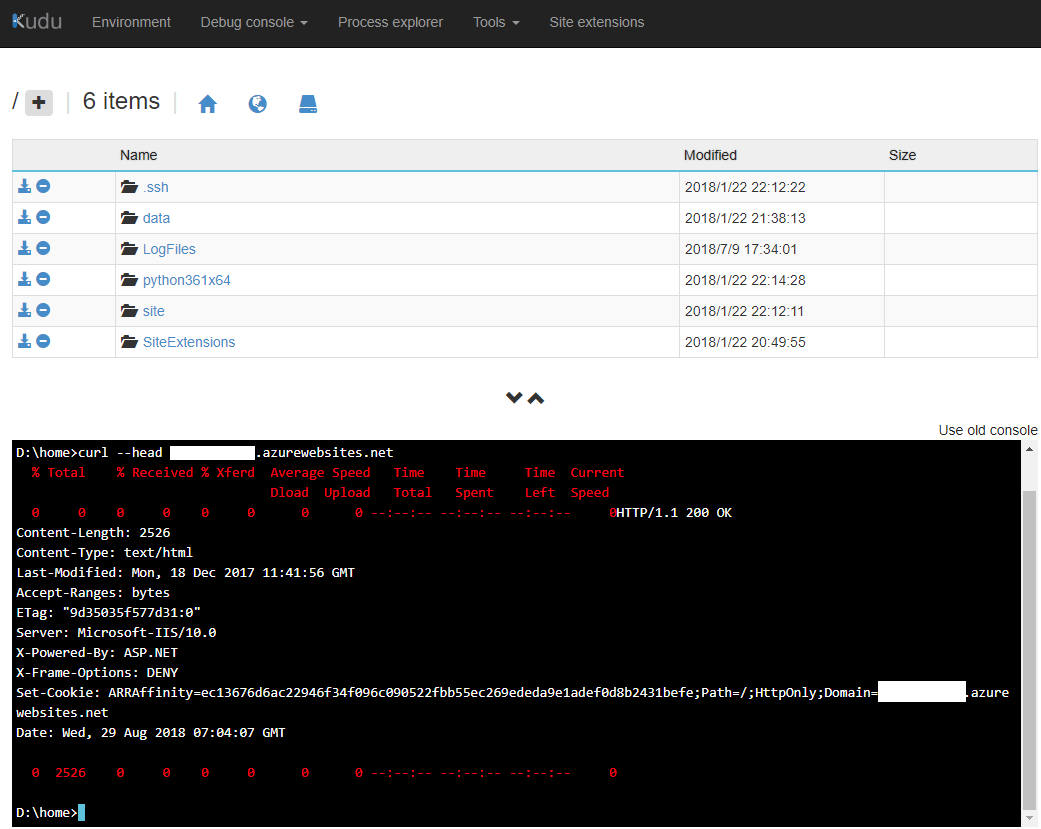 Kudu Environment Debug console Process explorer Tools Site extensions
/ 6 items
Name Modified Size
.ssh 2018/1/22 22:12:22
data 2018/1/22 21:38:13
LogFiles 2018/7/9 17:34:01
python361x64 2018/1/22 22:14:28
site 2018/1/22 22:12:11
SiteExtensions 2018/1/22 20:49:55
Use old console
D:\home>curl --head .azurewebsites.net
% Total % Received % Xferd Average Speed Time Time Time Current
Dload Upload Total Spent Left Speed
0 0 0 0 0 0 0 0 --:--:-- --:--:-- --:--:-- 0HTTP/1.1 200 OK
Content-Length: 2526
Content-Type: text/html
Last-Modified: Mon, 18 Dec 2017 11:41:56 GMT
Accept-Ranges: bytes
ETag: "9d35035f577d31:0"
Server: Microsoft-IIS/10.0
X-Powered-By: ASP.NET
X-Frame-Options: DENY
Set-Cookie: ARRAffinity=ec13676d6ac22946f34f096c090522fbb55ec269ededa9e1adef0d8b2431befe;Path=/;HttpOnly;Domain= .azure
websites.net
Date: Wed, 29 Aug 2018 07:04:07 GMT
0 2526 0 0 0 0 0 0 --:--:-- --:--:-- --:--:-- 0
D:\home>